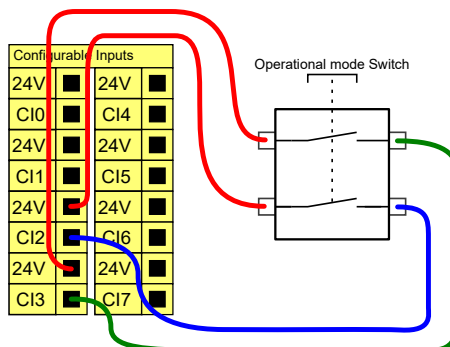 Configurable Inputs
24V 24V
CI0 CI4
24V 24V
CI1 CI5
24V 24V
CI2 CI6
24V 24V
CI3 CI7
Operational mode Switch